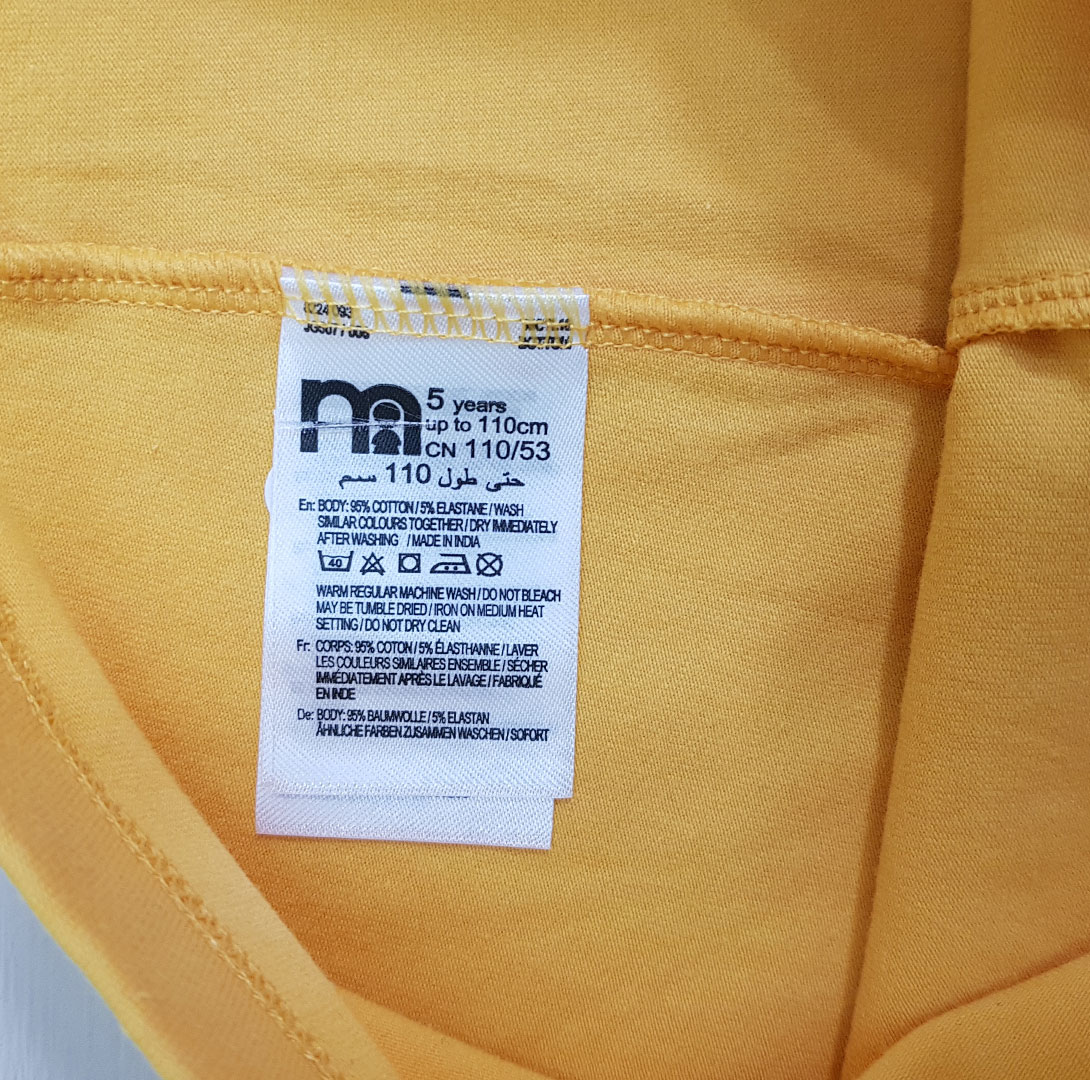 5 years
up to 110cm
CN 110/53
حتى طول 110 سم
En: BODY: 95% COTTON / 5% ELASTANE / WASH
SIMILAR COLOURS TOGETHER / DRY IMMEDIATELY
AFTER WASHING / MADE IN INDIA
40
WARM REGULAR MACHINE WASH / DO NOT BLEACH
MAY BE TUMBLE DRIED / IRON ON MEDIUM HEAT
SETTING / DO NOT DRY CLEAN
Fr: CORPS: 95% COTON / 5% ÉLASTHANNE / LAVER
LES COULEURS SIMILAIRES ENSEMBLE / SÉCHER
IMMÉDIATEMENT APRÈS LE LAVAGE / FABRIQUÉ
EN INDE
De: BODY: 95% BAUMWOLLE / 5% ELASTAN
ÄHNLICHE FARBEN ZUSAMMEN WASCHEN / SOFORT